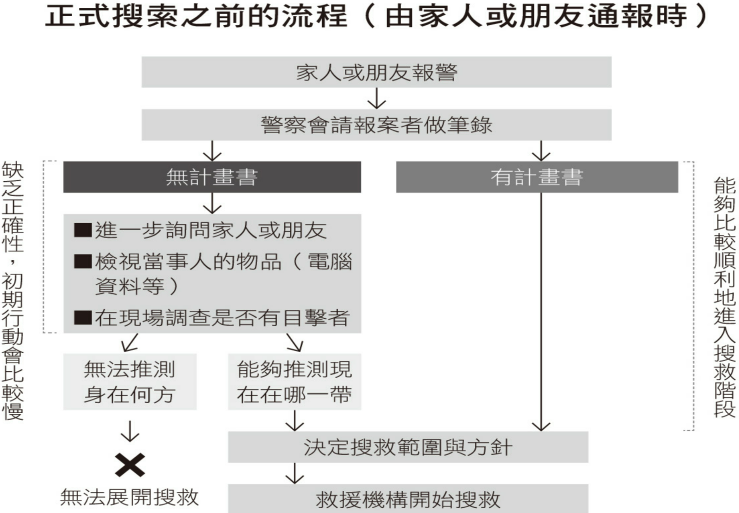 正式搜索之前的流程（由家人或朋友通報時）
家人或朋友報警
警察會請報案者做筆錄
無計畫書
有計畫書
缺乏正確性，初期行動會比較慢
■進一步詢問家人或朋友
■檢視當事人的物品（電腦
資料等）
■在現場調查是否有目擊者
能夠比較順利地進入搜救階段
無法推測
身在何方
能夠推測現
在在哪一帶
決定搜救範圍與方針
無法展開搜救
救援機構開始搜救